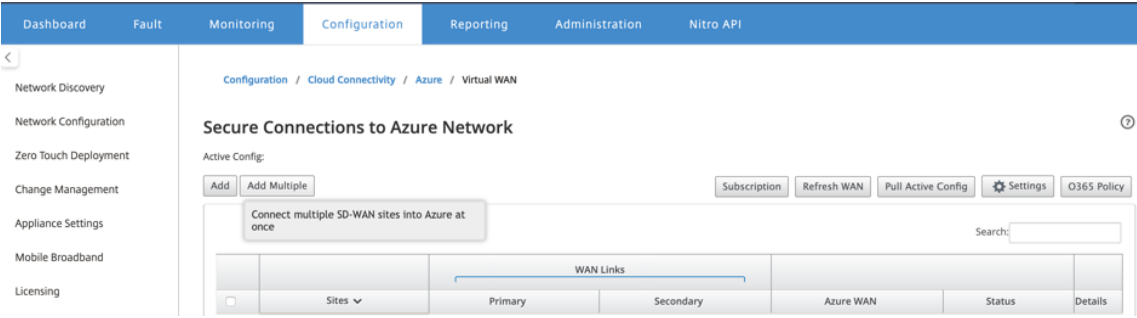 Dashboard Fault Monitoring Configuration Reporting Administration Nitro API
Network Discovery
Network Configuration
Zero Touch Deployment
Change Management
Appliance Settings
Mobile Broadband
Licensing
Configuration / Cloud Connectivity / Azure / Virtual WAN
Secure Connections to Azure Network
Active Config:
Add Add Multiple Subscription Refresh WAN Pull Active Config Settings O365 Policy
Connect multiple SD-WAN sites into Azure at
once
Search:
WAN Links
Sites Primary Secondary Azure WAN Status Details